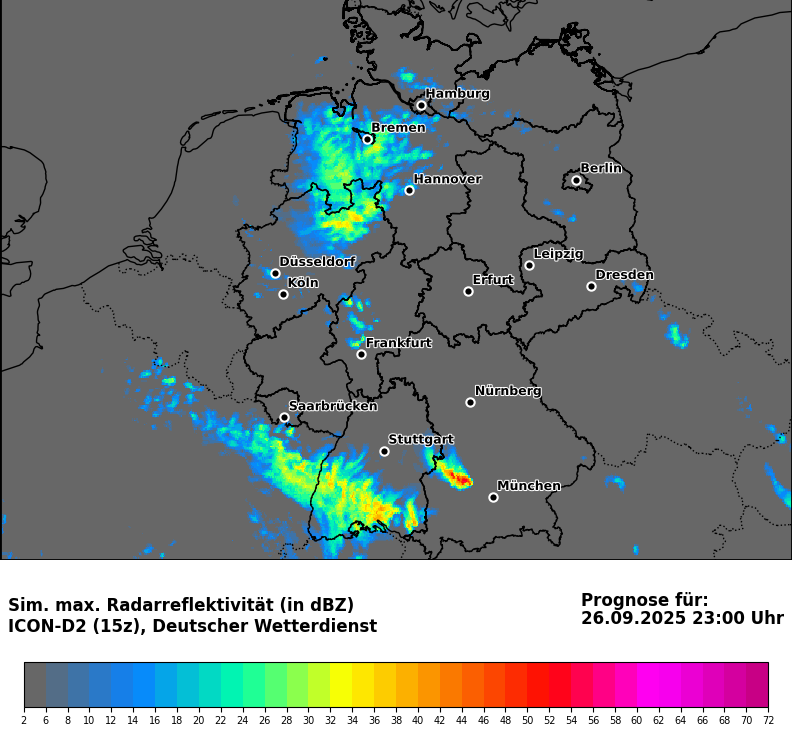 Hamburg
Bremen
Berlin
Hannover
Leipzig
Düsseldorf
Dresden
Köln
Erfurt
Frankfurt
Nürnberg
Saarbrücken
Stuttgart
München
Sim. max. Radarreflektivität (in dBZ)
ICON-D2 (15z), Deutscher Wetterdienst
Prognose für:
26.09.2025 23:00 Uhr
2 6 8 10 12 14 16 18 20 22 24 26 28 30 32 34 36 38 40 42 44 46 48 50 52 54 56 58 60 62 64 66 68 70 72